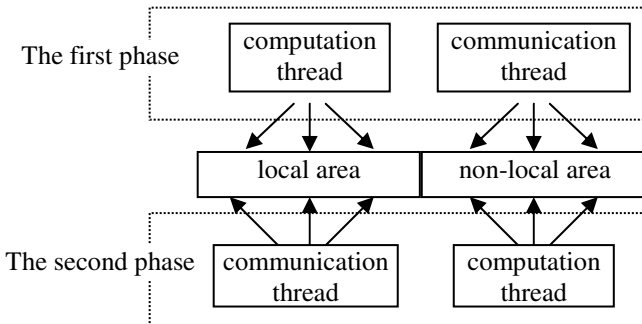 The first phase
computation
thread
communication
thread
local area
non-local area
The second phase
communication
thread
computation
thread